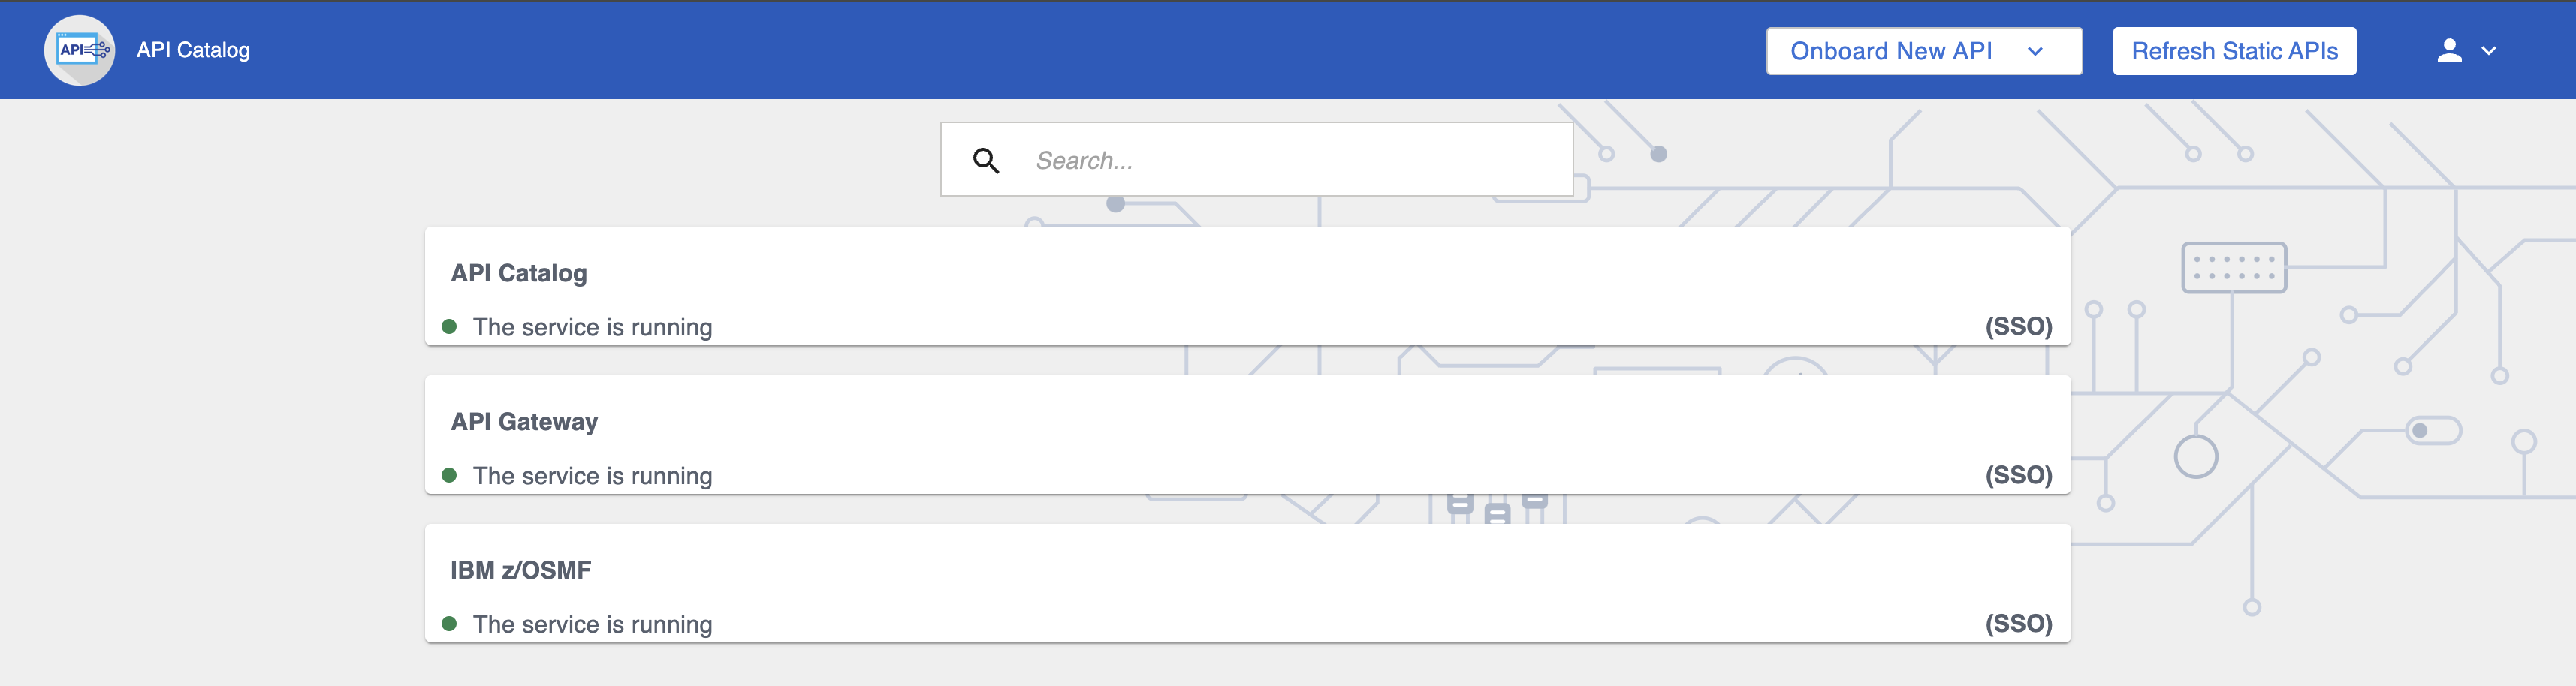 API
API Catalog
Onboard New API
Refresh Static APIs
Search...
API Catalog
The service is running
(SSO)
API Gateway
The service is running
(SSO)
IBM z/OSMF
The service is running
(SSO)